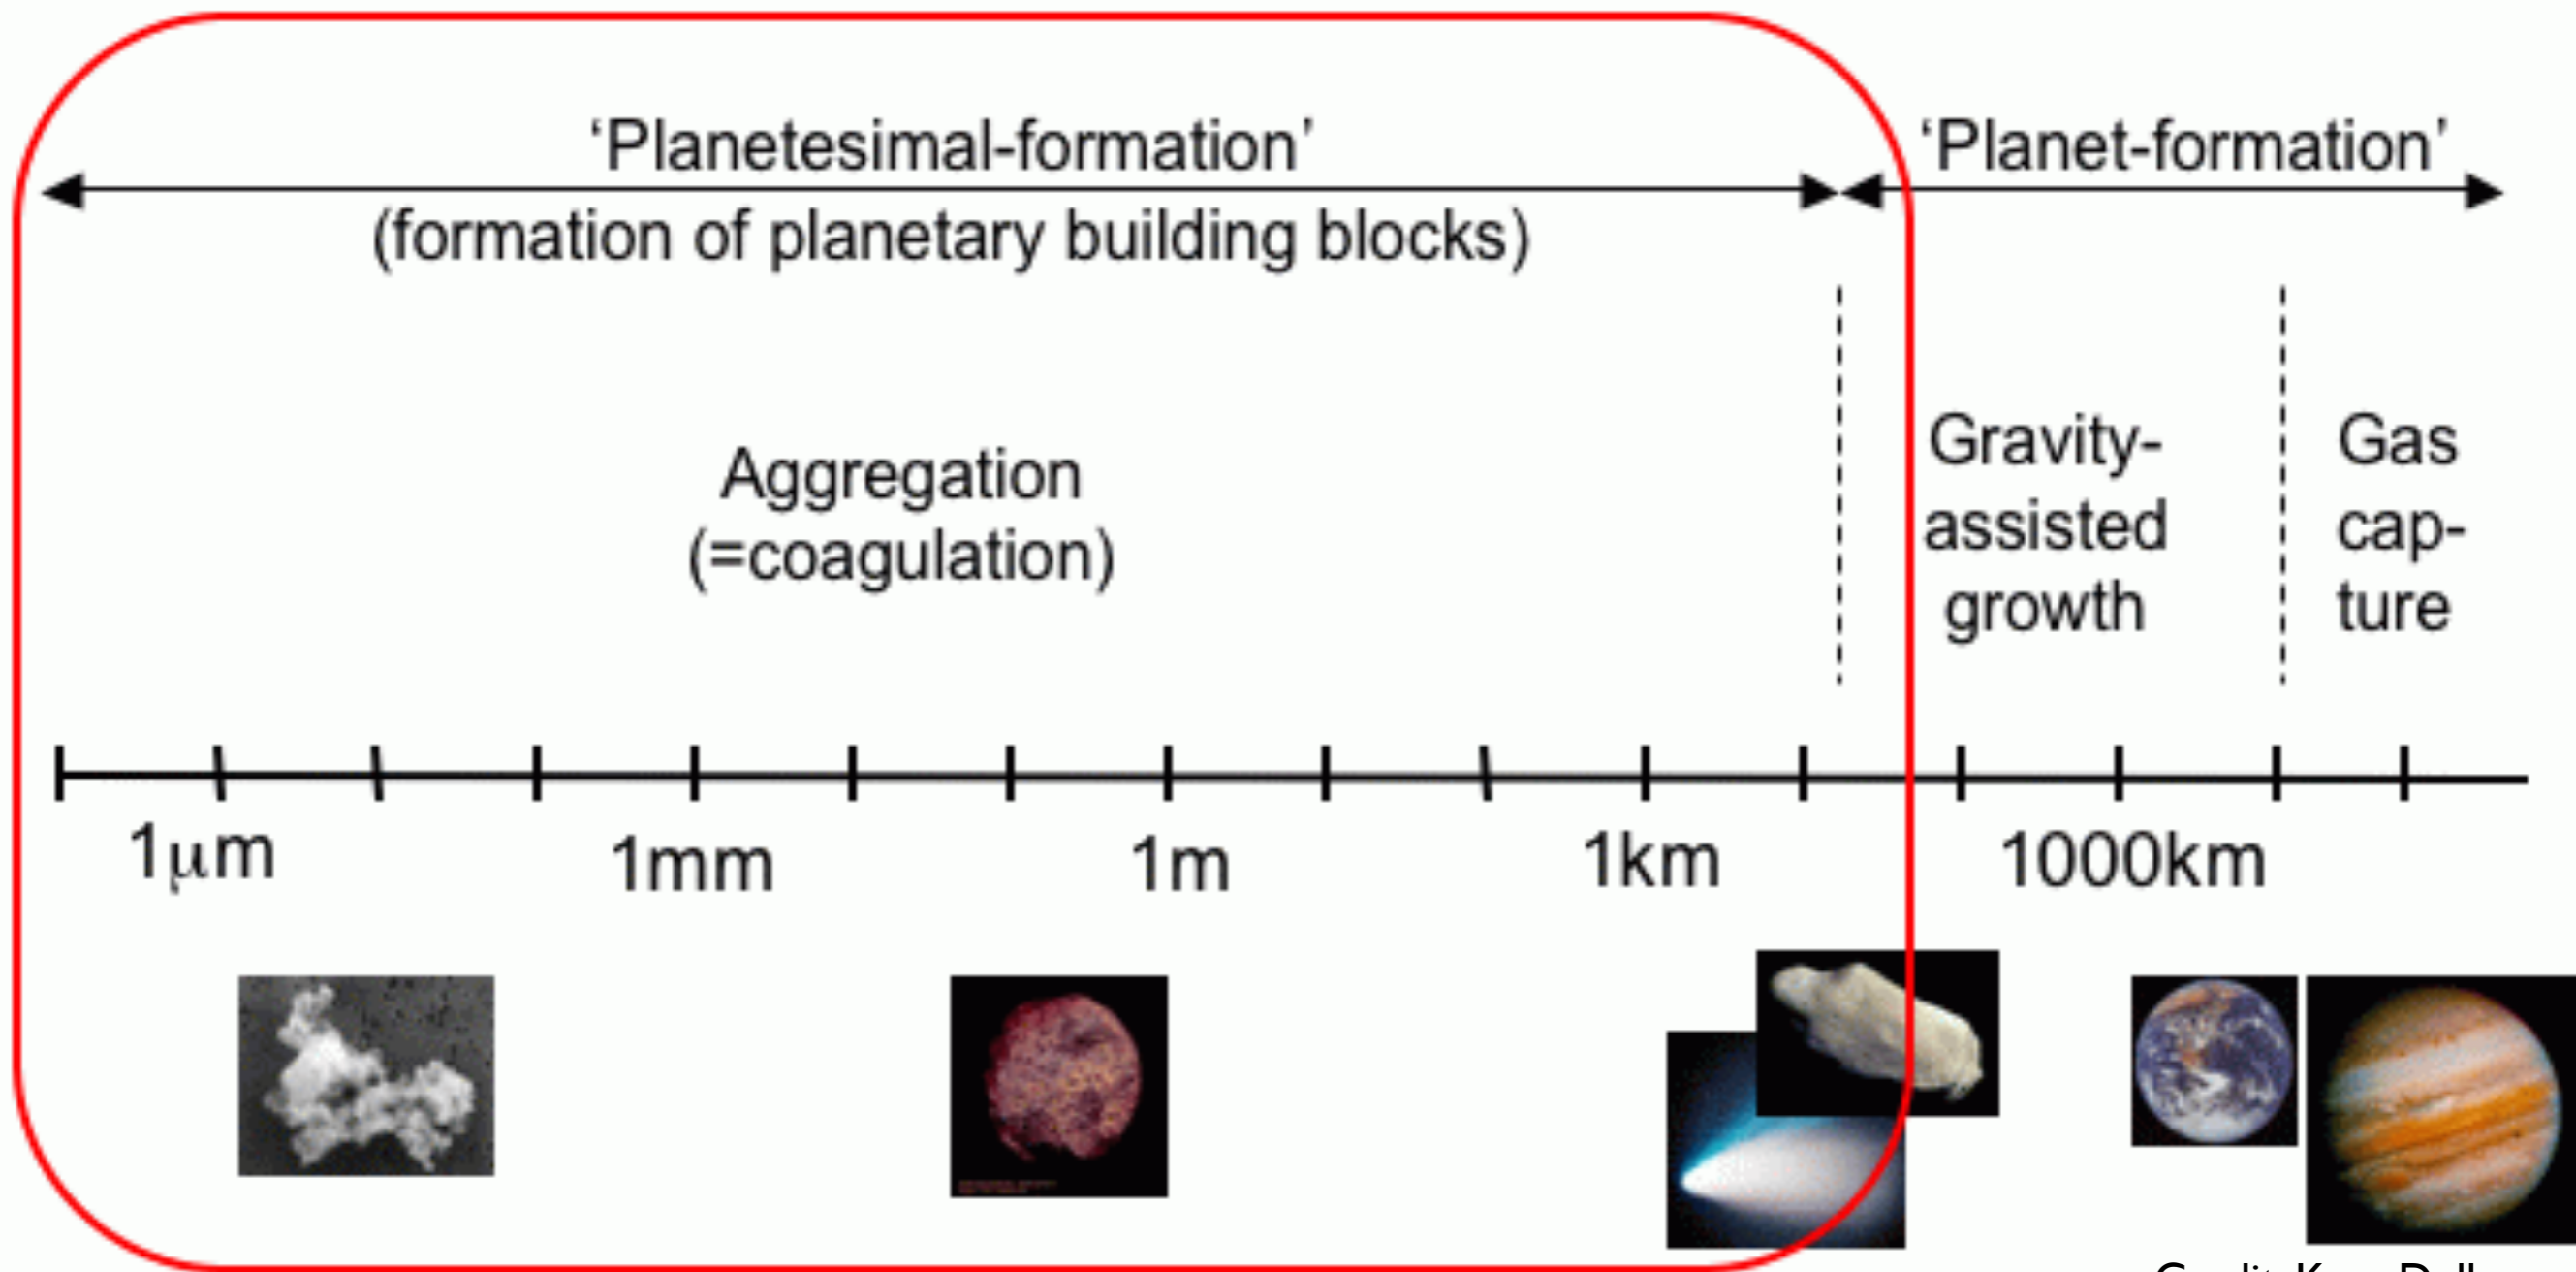 ‘Planetesimal-formation’
‘Planet-formation’
(formation of planetary building blocks)
Aggregation
(=coagulation)
Gravity-
assisted
growth
Gas
cap-
ture
1μm
1mm
1m
1km
1000km